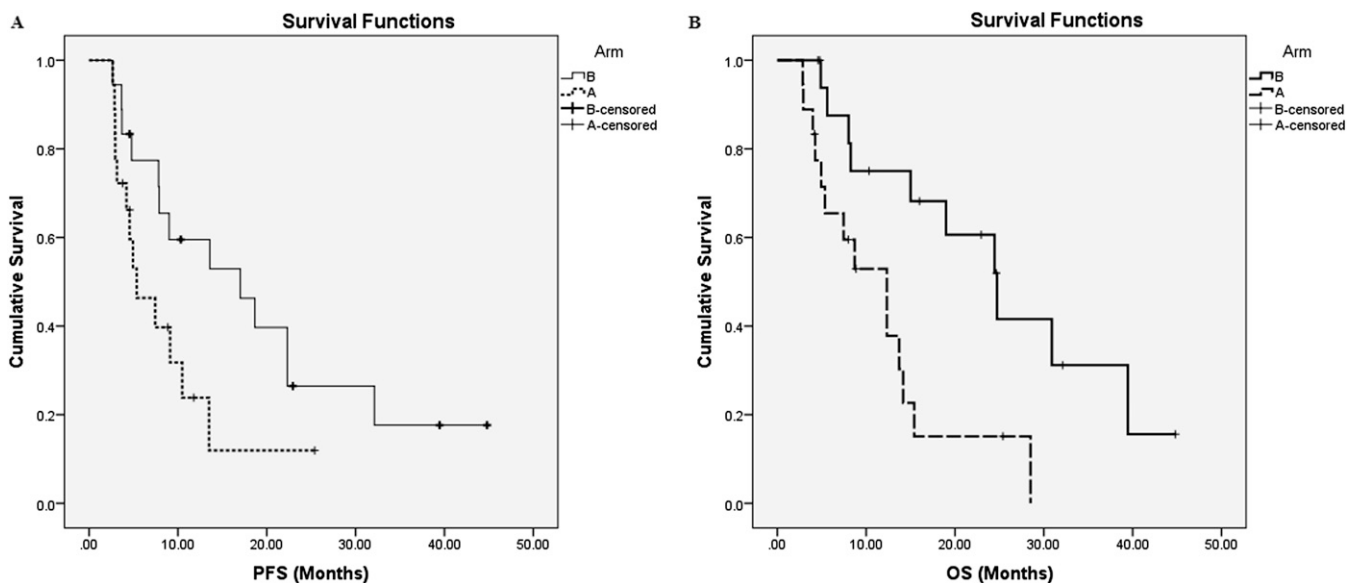 A
Survival Functions
Cumulative Survival
1.0
0.8
0.6
0.4
0.2
0.0
.00 10.00 20.00 30.00 40.00 50.00
PFS (Months)
Arm
B
A
B-censored
A-censored
B
Survival Functions
Cumulative Survival
1.0
0.8
0.6
0.4
0.2
0.0
.00 10.00 20.00 30.00 40.00 50.00
OS (Months)
Arm
B
A
B-censored
A-censored